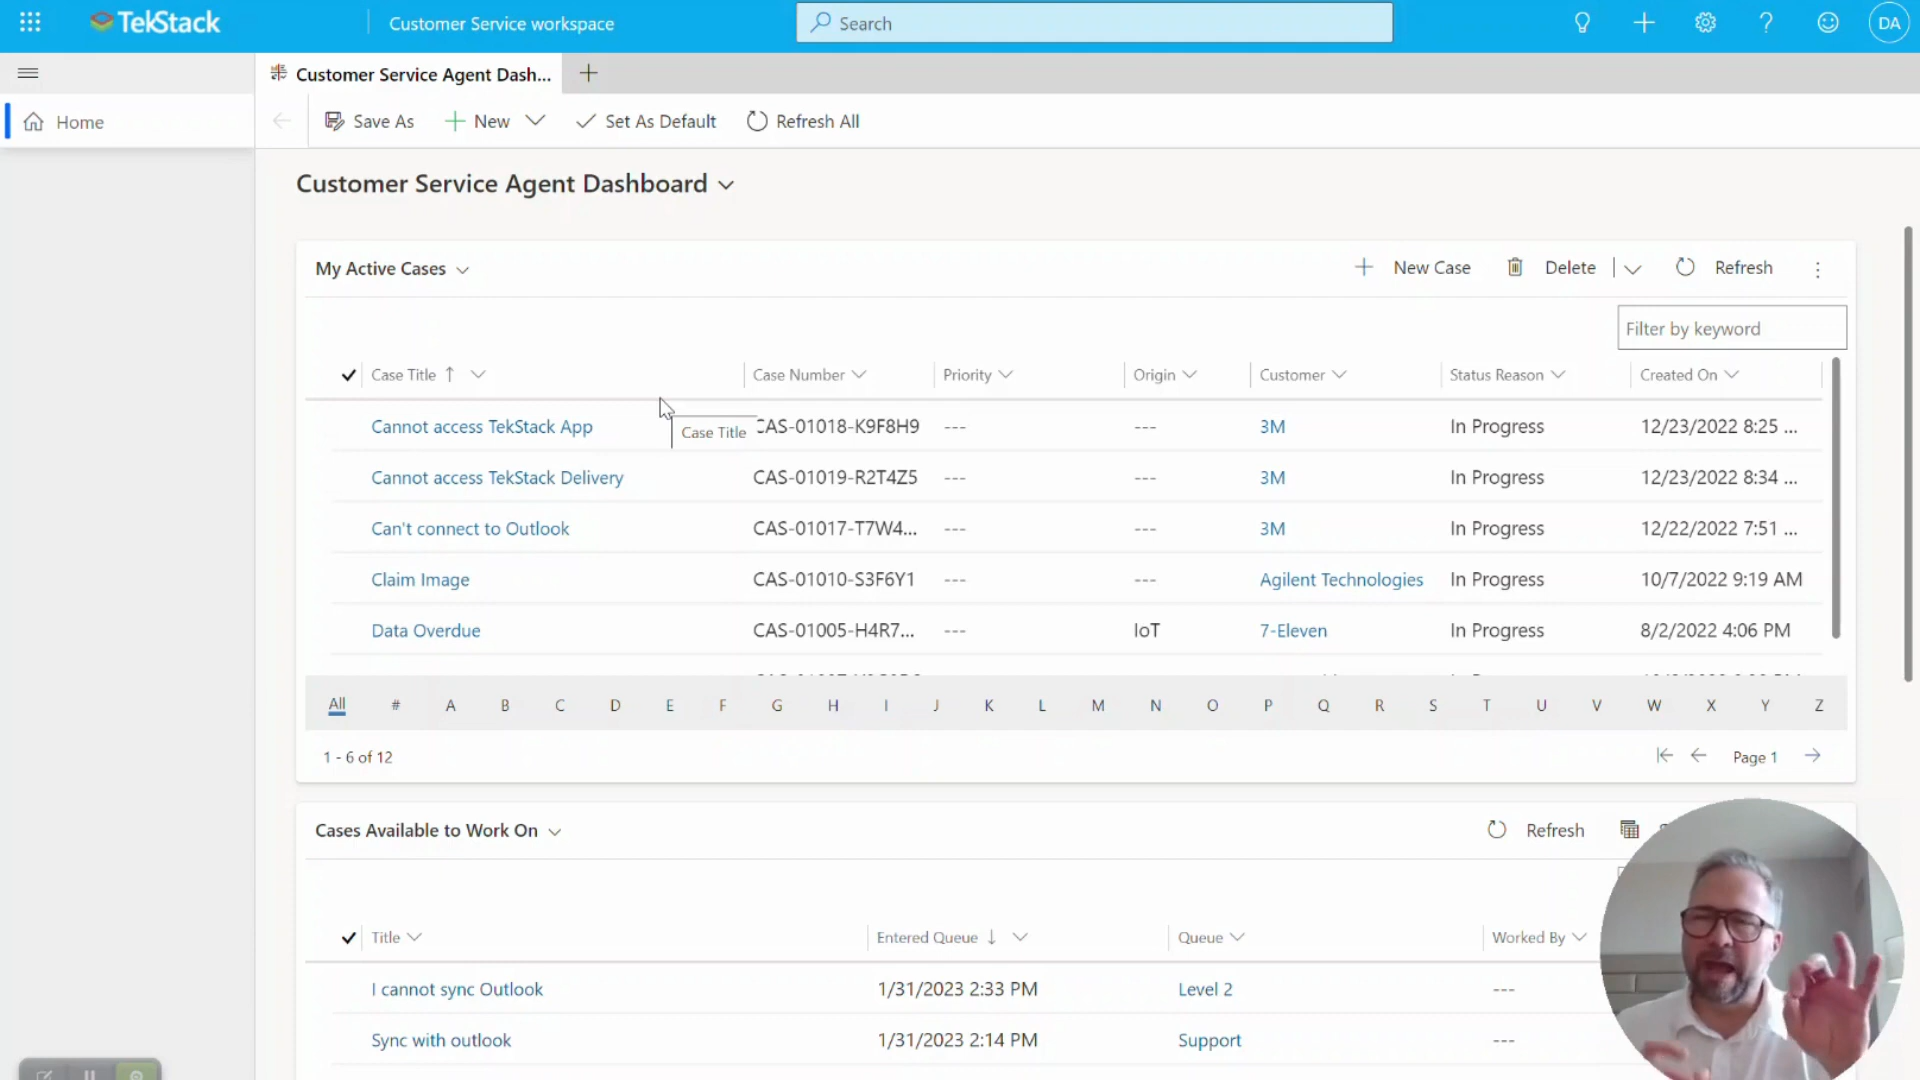 TekStack
Customer Service workspace
Search
DA
Customer Service Agent Dash...
Home
Save As
New
Set As Default
Refresh All
Customer Service Agent Dashboard
My Active Cases
New Case
Delete
Refresh
Filter by keyword
Case Title Case Number Priority Origin Customer Status Reason Created On
Cannot access TekStack App CAS-01018-K9F8H9 --- --- 3M In Progress 12/23/2022 8:25 ...
Case Title
Cannot access TekStack Delivery CAS-01019-R2T4Z5 --- --- 3M In Progress 12/23/2022 8:34 ...
Can't connect to Outlook CAS-01017-T7W4... --- --- 3M In Progress 12/22/2022 7:51 ...
Claim Image CAS-01010-S3F6Y1 --- --- Agilent Technologies In Progress 10/7/2022 9:19 AM
Data Overdue CAS-01005-H4R7... --- IoT 7-Eleven In Progress 8/2/2022 4:06 PM
All # A B C D E F G H I J K L M N O P Q R S T U V W X Y Z
1 - 6 of 12
Page 1
Cases Available to Work On
Refresh
Title Entered Queue Queue Worked By
I cannot sync Outlook 1/31/2023 2:33 PM Level 2 ---
Sync with outlook 1/31/2023 2:14 PM Support ---